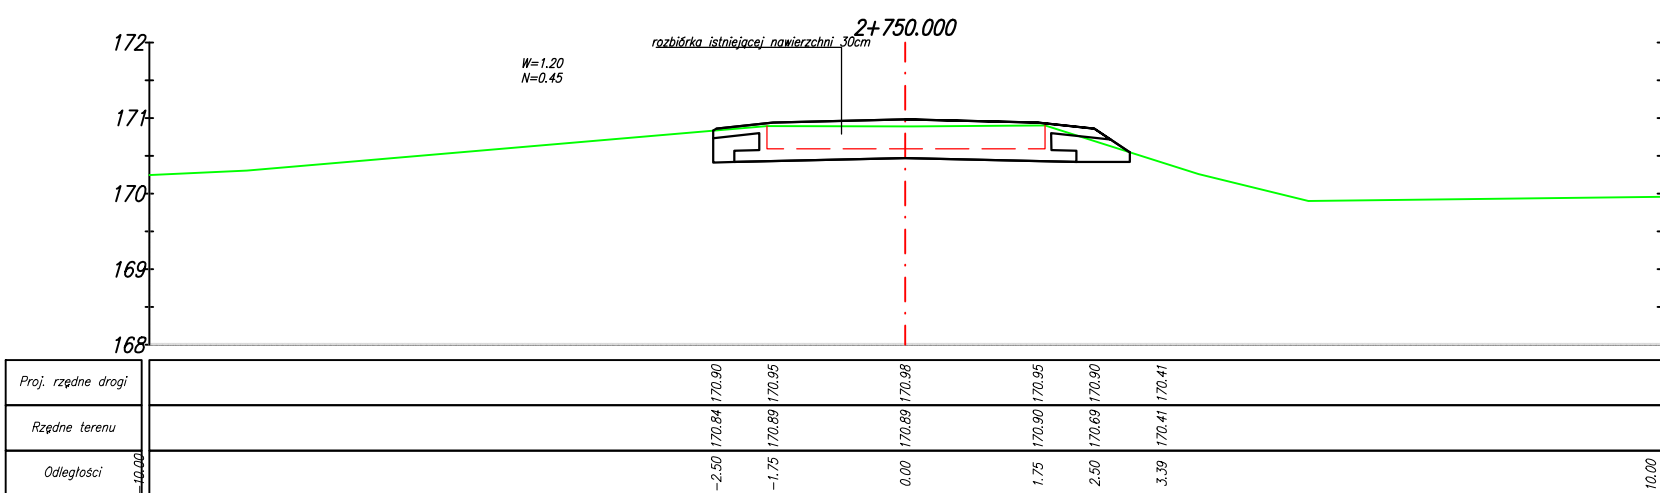 2+750.000
rozbiórka istniejącej nawierzchni 30cm
W=1.20
N=0.45
172
171
170
169
168
Proj. rzędne drogi 170.90 170.95 170.98 170.95 170.90 170.41
Rzędne terenu 170.84 170.89 170.89 170.90 170.69 170.41
Odległości -10.00 -2.50 -1.75 0.00 1.75 2.50 3.39 10.00